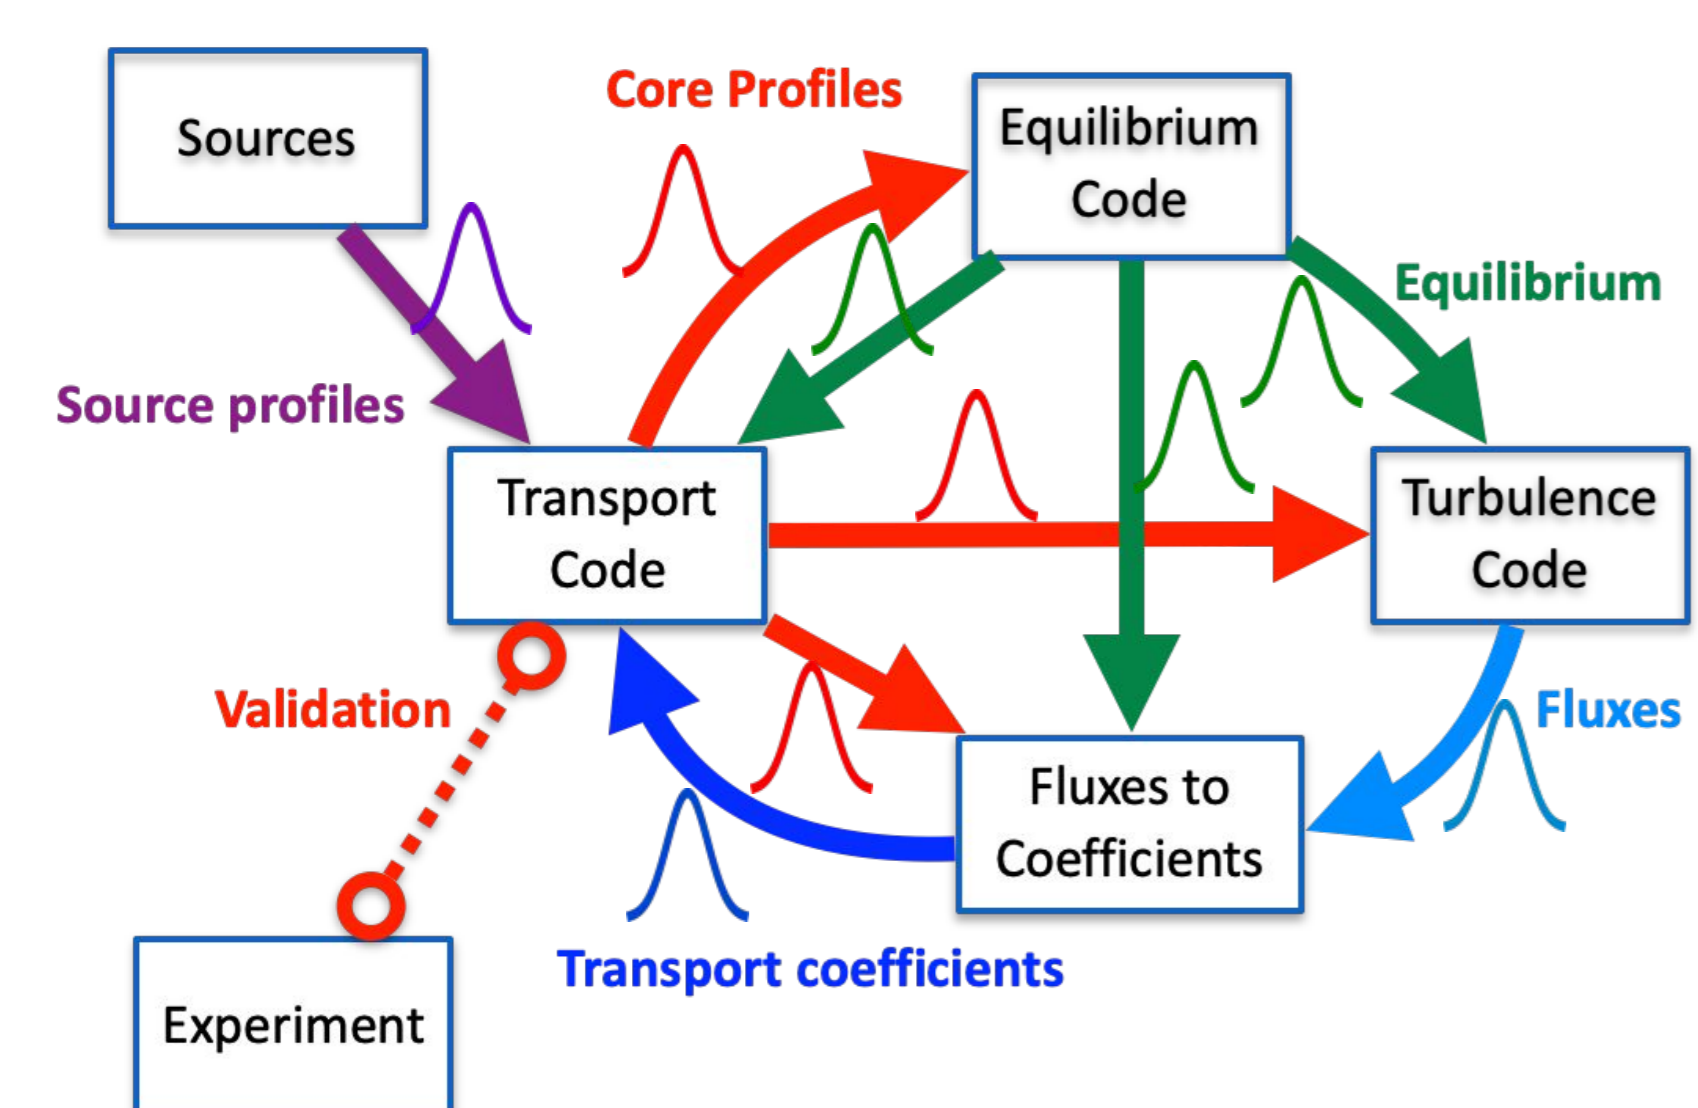 Sources
Core Profiles
Equilibrium
Code
Equilibrium
Source profiles
Transport
Code
Turbulence
Code
Validation
Fluxes
Fluxes to
Coefficients
Transport coefficients
Experiment